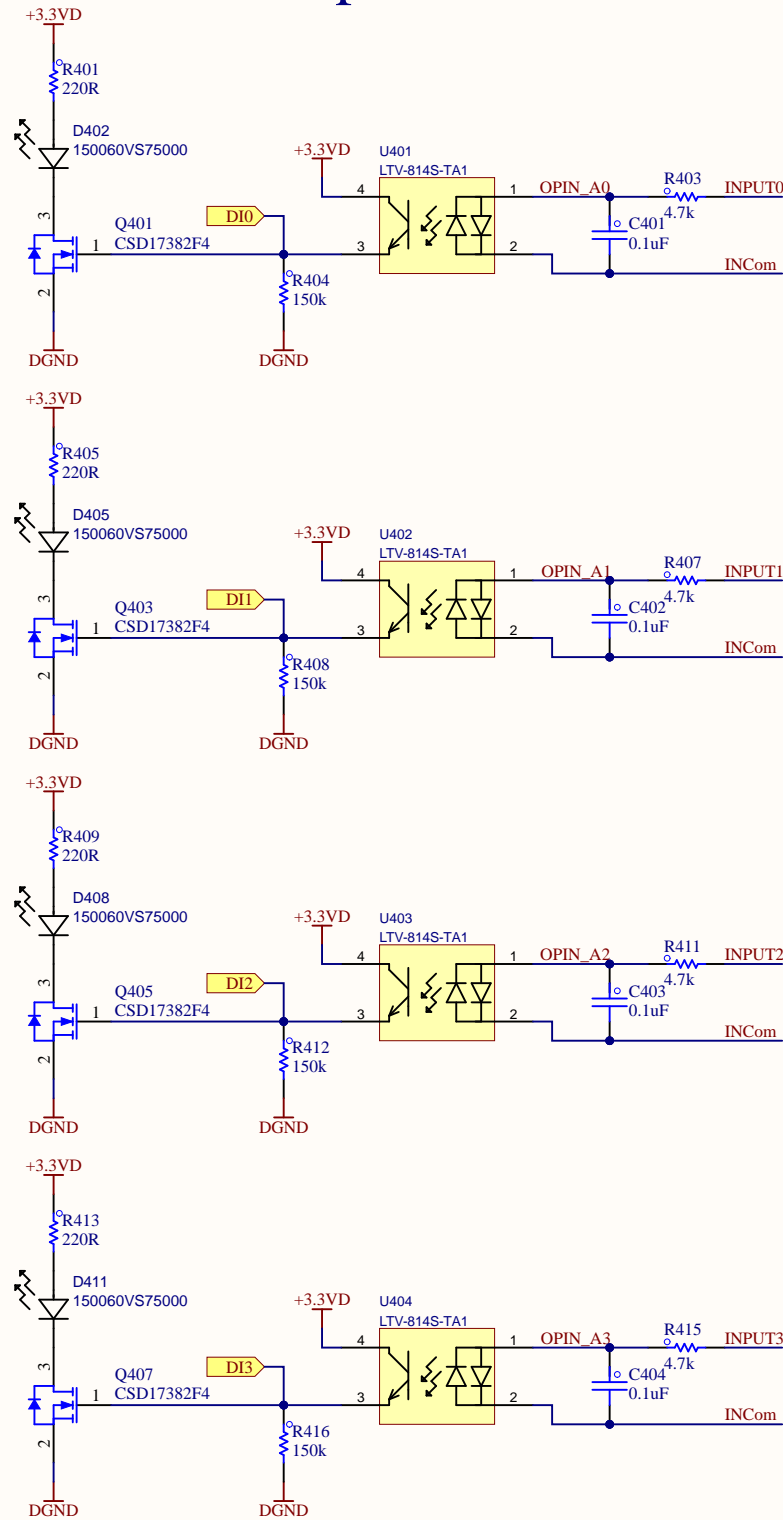 +3.3VD
R401
220R
D402
150060VS75000
3
Q401
CSD17382F4
1
2
DGND
DI0
R404
150k
DGND
+3.3VD
U401
LTV-814S-TA1
4
3
1
2
OPIN_A0
R403
4.7k
INPUT0
C401
0.1uF
INCom
+3.3VD
R405
220R
D405
150060VS75000
3
Q403
CSD17382F4
1
2
DGND
DI1
R408
150k
DGND
+3.3VD
U402
LTV-814S-TA1
4
3
1
2
OPIN_A1
R407
4.7k
INPUT1
C402
0.1uF
INCom
+3.3VD
R409
220R
D408
150060VS75000
3
Q405
CSD17382F4
1
2
DGND
DI2
R412
150k
DGND
+3.3VD
U403
LTV-814S-TA1
4
3
1
2
OPIN_A2
R411
4.7k
INPUT2
C403
0.1uF
INCom
+3.3VD
R413
220R
D411
150060VS75000
3
Q407
CSD17382F4
1
2
DGND
DI3
R416
150k
DGND
+3.3VD
U404
LTV-814S-TA1
4
3
1
2
OPIN_A3
R415
4.7k
INPUT3
C404
0.1uF
INCom